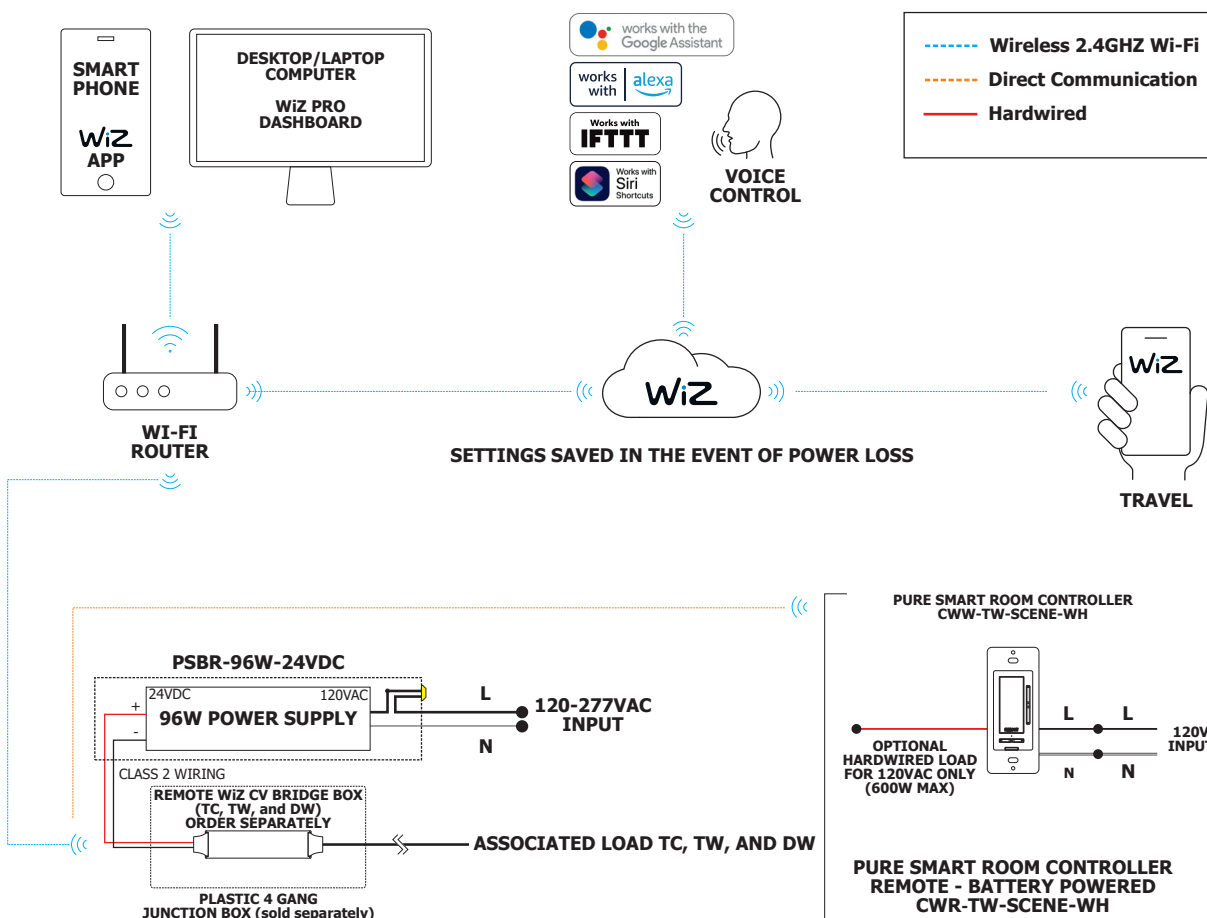 SMART
PHONE
WiZ
APP
DESKTOP/LAPTOP
COMPUTER
WiZ PRO
DASHBOARD
works with the
Google Assistant
works
with
alexa
Works with
IFTTT
Works with
Siri
Shortcuts
VOICE
CONTROL
Wireless 2.4GHZ Wi-Fi
Direct Communication
Hardwired
WI-FI
ROUTER
WiZ
SETTINGS SAVED IN THE EVENT OF POWER LOSS
WiZ
TRAVEL
PSBR-96W-24VDC
24VDC
120VAC
96W POWER SUPPLY
+
-
L
N
120-277VAC
INPUT
CLASS 2 WIRING
REMOTE WiZ CV BRIDGE BOX
(TC, TW, and DW)
ORDER SEPARATELY
ASSOCIATED LOAD TC, TW, AND DW
PLASTIC 4 GANG
JUNCTION BOX (sold separately)
PURE SMART ROOM CONTROLLER
CWW-TW-SCENE-WH
OPTIONAL
HARDWIRED LOAD
FOR 120VAC ONLY
(600W MAX)
L
L
N
N
120V
INPUT
PURE SMART ROOM CONTROLLER
REMOTE - BATTERY POWERED
CWR-TW-SCENE-WH